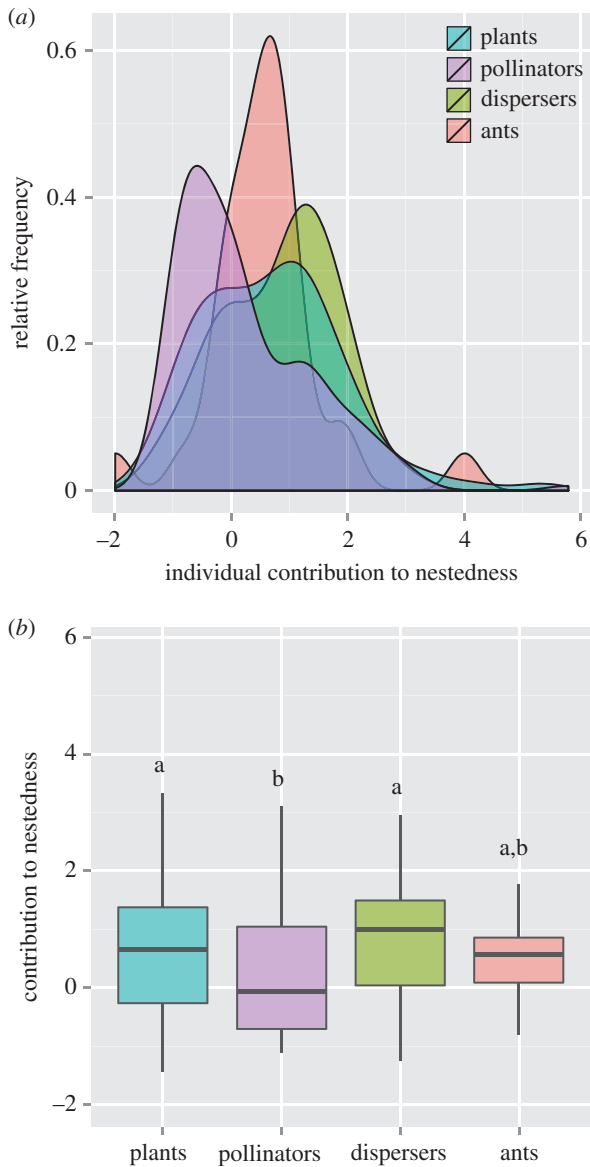 (a)
0.6
0.4
0.2
0
relative frequency
plants
pollinators
dispersers
ants
–2 0 2 4 6
individual contribution to nestedness
(b)
6
4
2
0
–2
contribution to nestedness
a b a a,b
plants pollinators dispersers ants